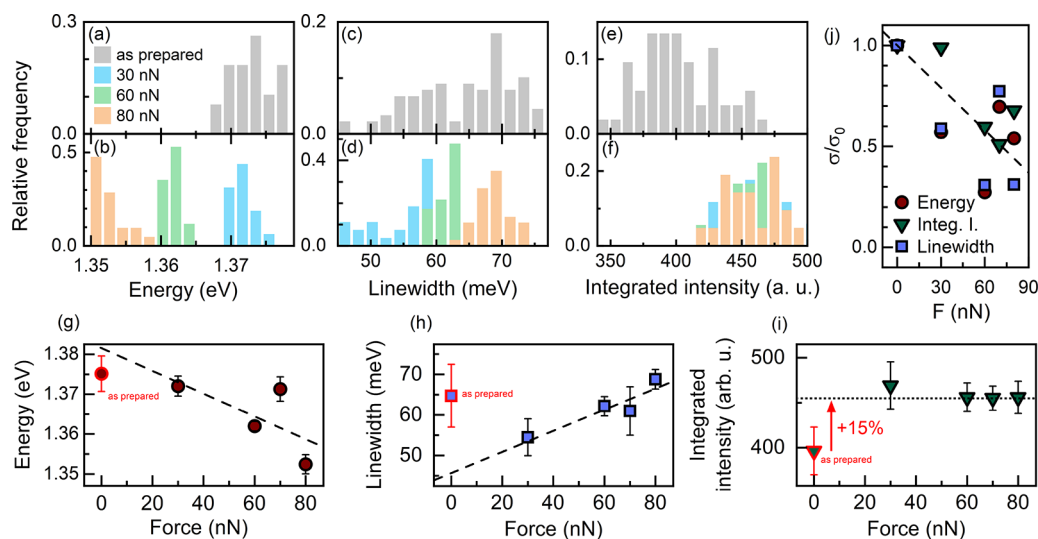 (a)
as prepared
30 nN
60 nN
80 nN
(c)
(e)
(j)
0.3
0.0
0.2
0.0
0.13
0.0
Relative frequency
(b)
(d)
(f)
0.5
0.0
0.4
0.2
0.0
0.2
0.0
1.35 1.36 1.37
50 60 70
350 400 450 500
Energy (eV)
Linewidth (meV)
Integrated intensity (a. u.)
σ/σ0
1.0
0.5
0.0
Energy
Integ. I.
Linewidth
0 30 60 90
F (nN)
(g)
Energy (eV)
1.38
1.37
1.36
1.35
as prepared
0 20 40 60 80
Force (nN)
(h)
Linewidth (meV)
70
60
50
as prepared
0 20 40 60 80
Force (nN)
(i)
Integrated
intensity (arb. u.)
500
400
+15%
as prepared
0 20 40 60 80
Force (nN)